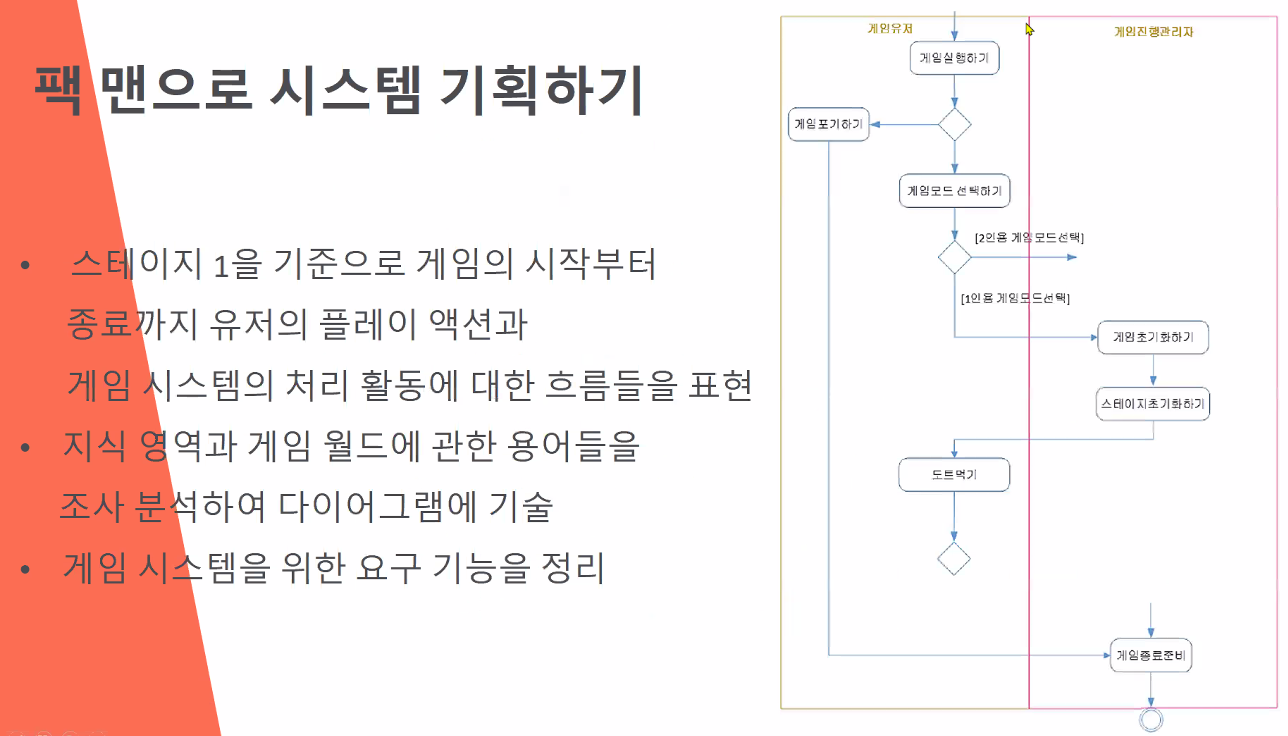 팩 맨으로 시스템 기획하기
• 스테이지 1을 기준으로 게임의 시작부터
종료까지 유저의 플레이 액션과
게임 시스템의 처리 활동에 대한 흐름들을 표현
• 지식 영역과 게임 월드에 관한 용어들을
조사 분석하여 다이어그램에 기술
• 게임 시스템을 위한 요구 기능을 정리
게임유저
게임진행관리자
게임실행하기
게임포기하기
게임모드 선택하기
[2인용 게임모드선택]
[1인용 게임모드선택]
게임초기화하기
스테이지초기화하기
도트먹기
게임종료준비